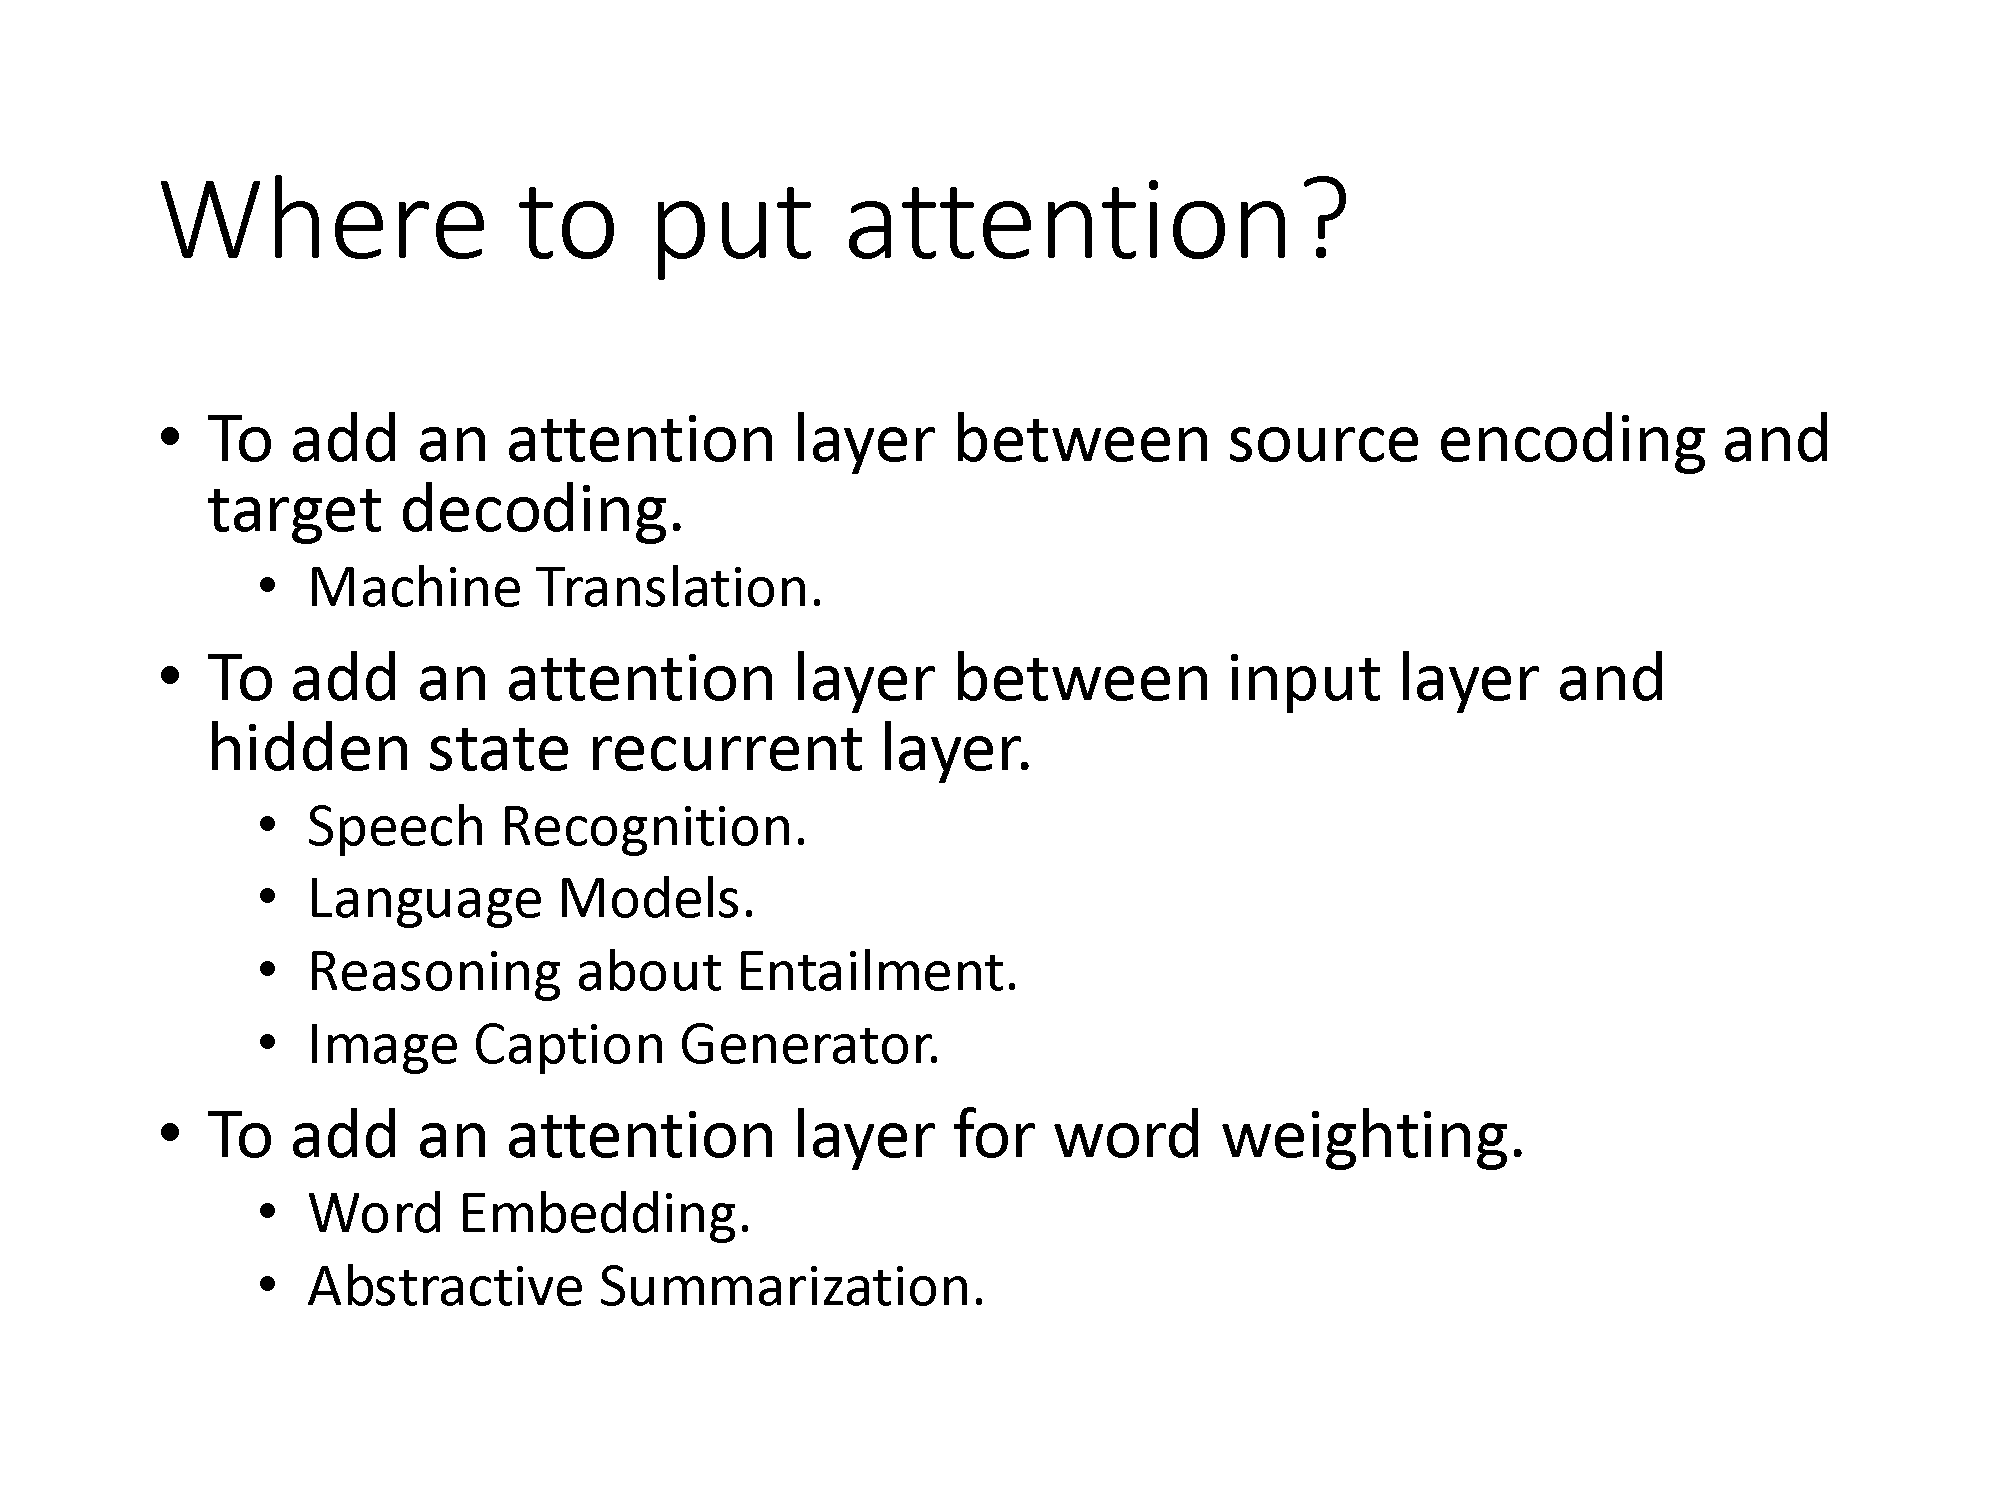 Where to put attention?
• To add an attention layer between source encoding and
target decoding.
• Machine Translation.
• To add an attention layer between input layer and
hidden state recurrent layer.
• Speech Recognition.
• Language Models.
• Reasoning about Entailment.
• Image Caption Generator.
• To add an attention layer for word weighting.
• Word Embedding.
• Abstractive Summarization.